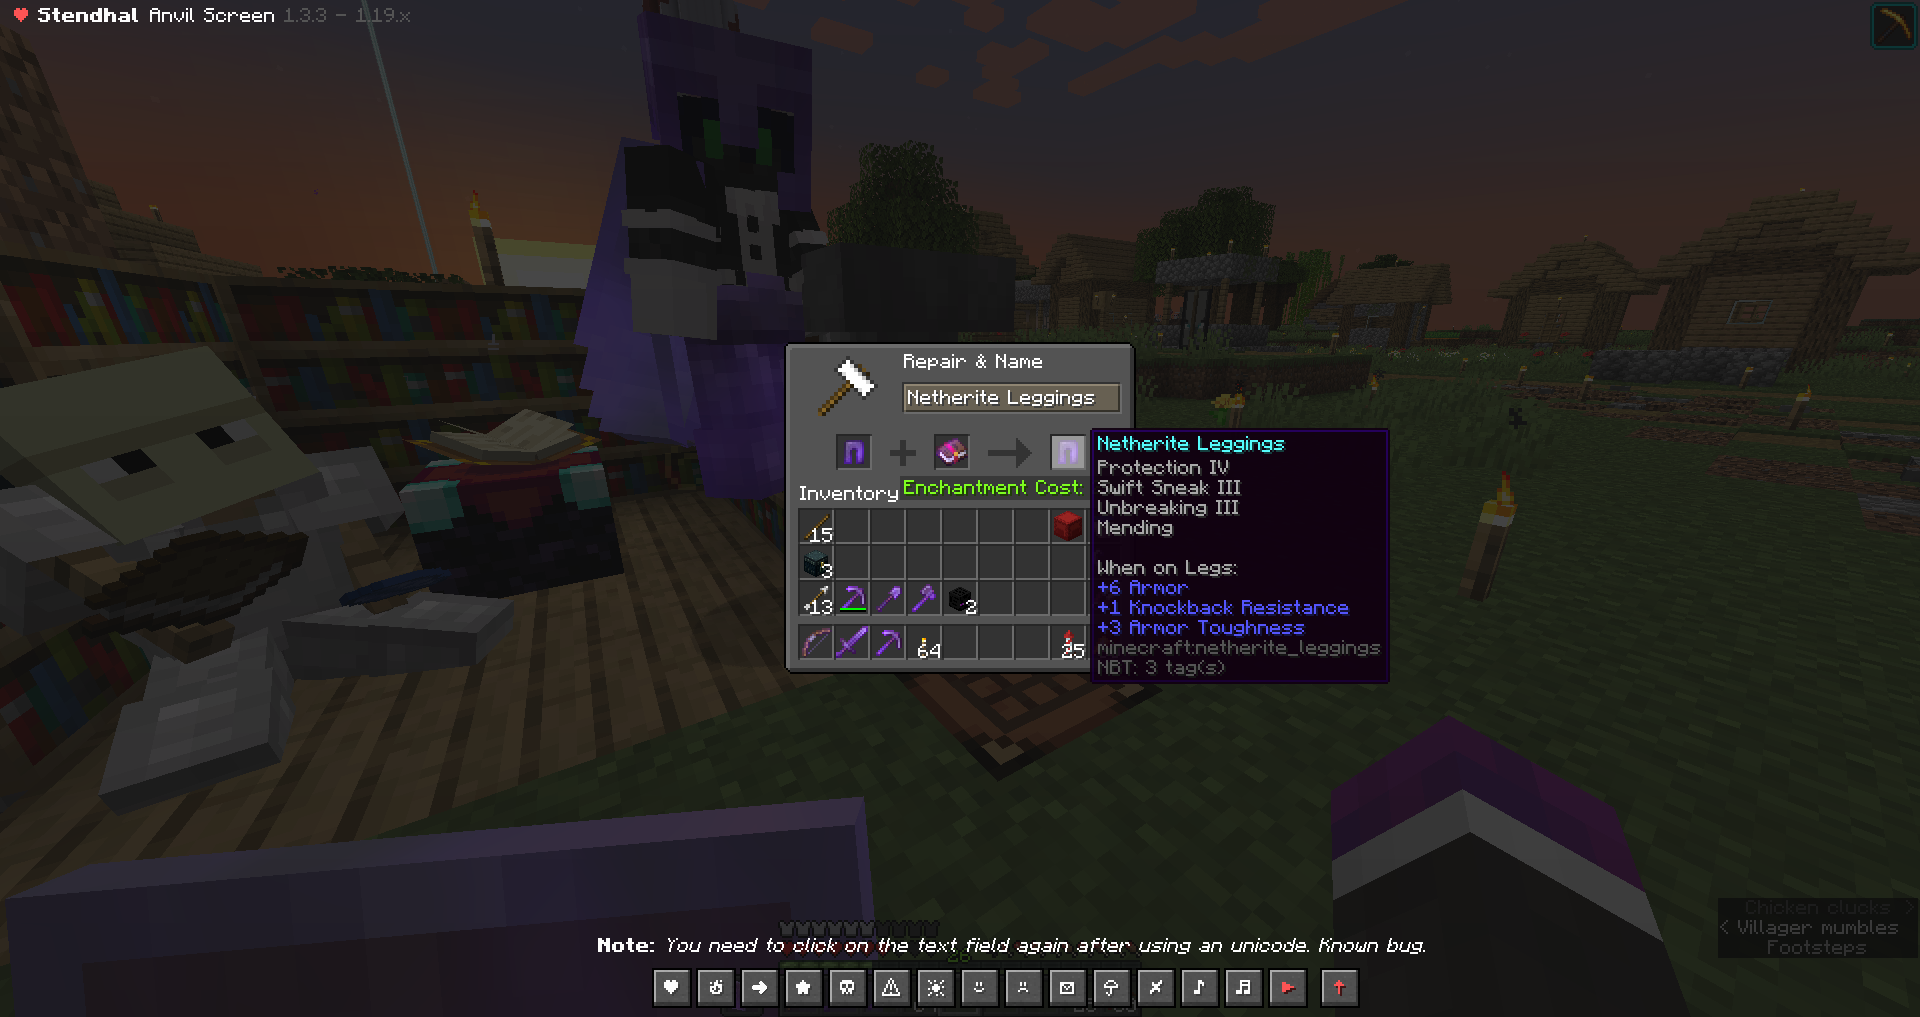 Stendhal Anvil Screen 1.3.3 - 1.19.x
Repair & Name
Netherite Leggings
Inventory
Enchantment Cost:
15
3
13
2
64
25
Netherite Leggings
Protection IV
Swift Sneak III
Unbreaking III
Mending
When on Legs:
+6 Armor
+1 Knockback Resistance
+3 Armor Toughness
minecraft:netherite_leggings
NBT: 3 tag(s)
Chicken clucks >
< Villager mumbles
Footsteps
Note: You need to click on the text field again after using an unicode. Known bug.
26